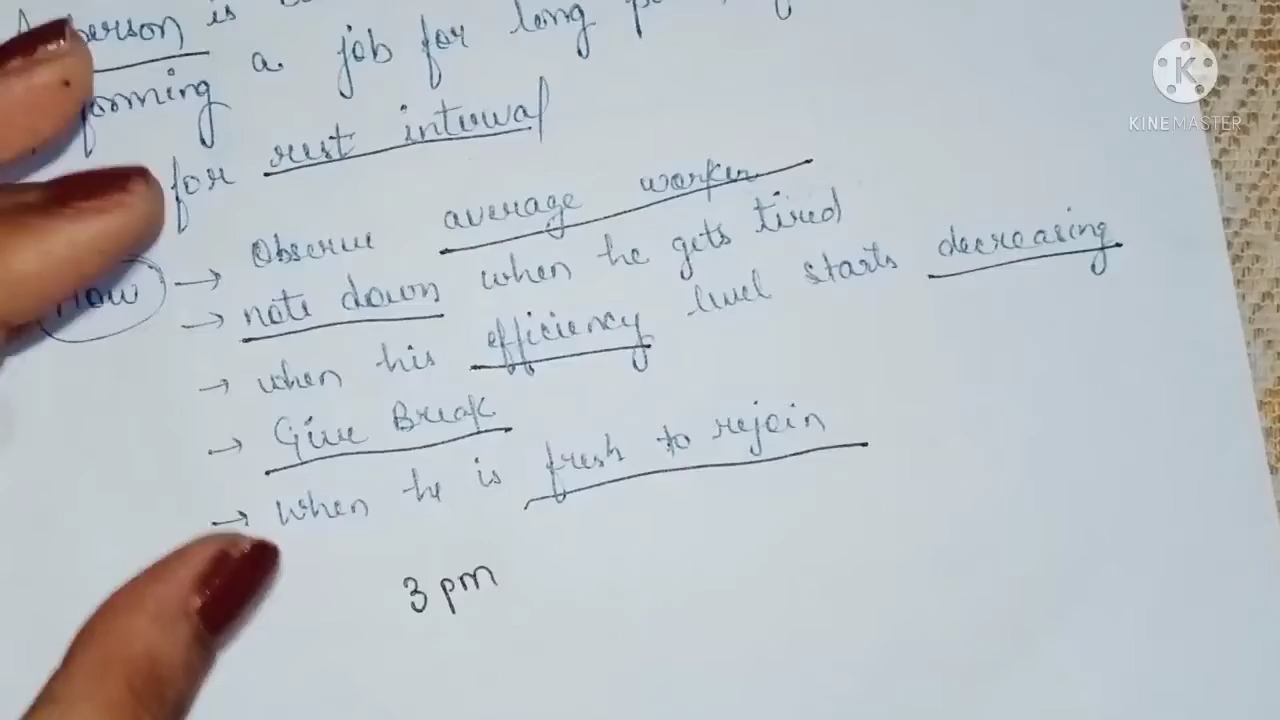 person is
forming a job for long
for rest interval
How → Observe average worker
→ note down when he gets tired
→ when his efficiency level starts decreasing
→ Give Break
→ When he is fresh to rejoin
3 pm
KINEMASTER